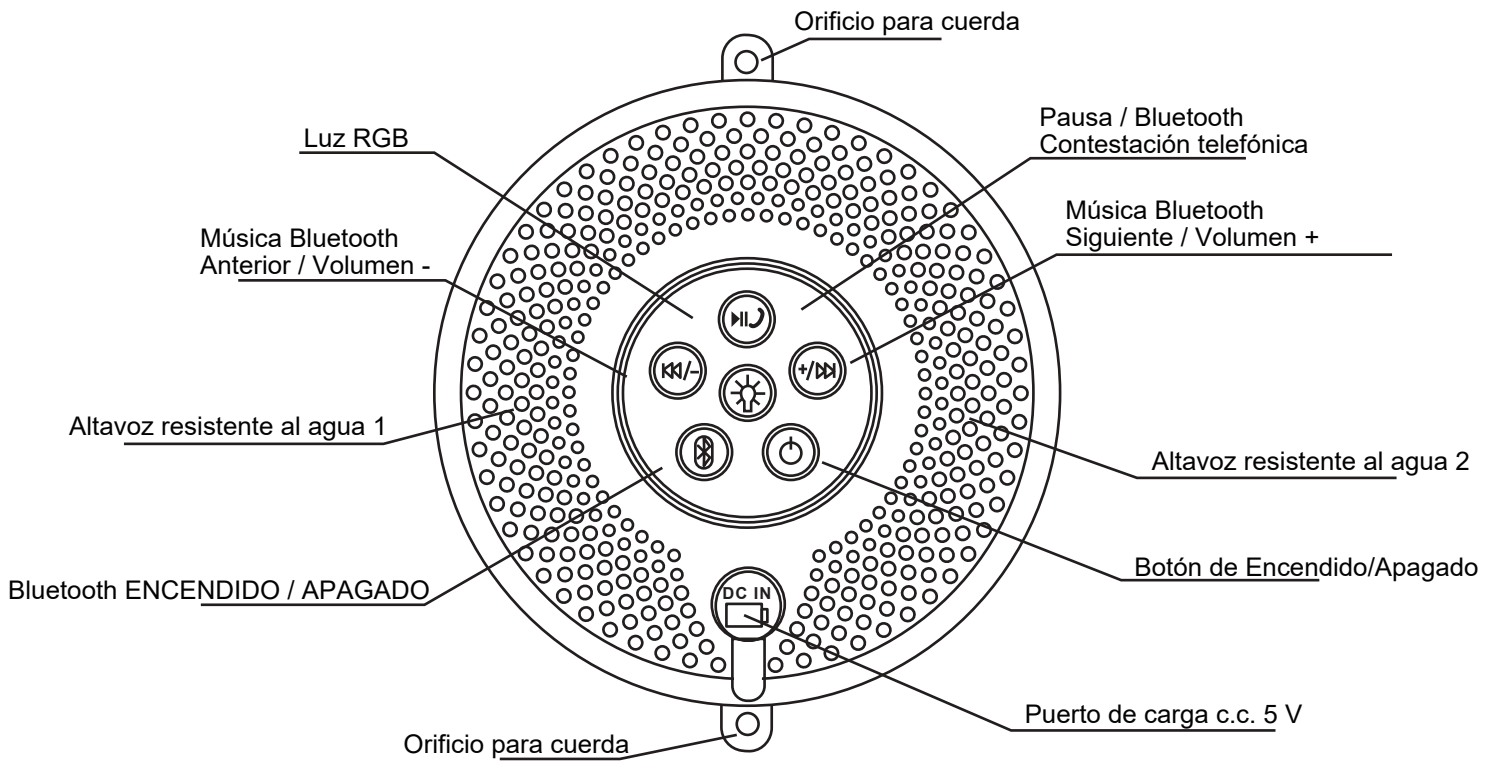 Orificio para cuerda
Luz RGB
Pausa / Bluetooth
Contestación telefónica
Música Bluetooth
Anterior / Volumen -
Música Bluetooth
Siguiente / Volumen +
+/
/-
Altavoz resistente al agua 1
Altavoz resistente al agua 2
Bluetooth ENCENDIDO / APAGADO
Botón de Encendido/Apagado
DC IN
Puerto de carga c.c. 5 V
Orificio para cuerda